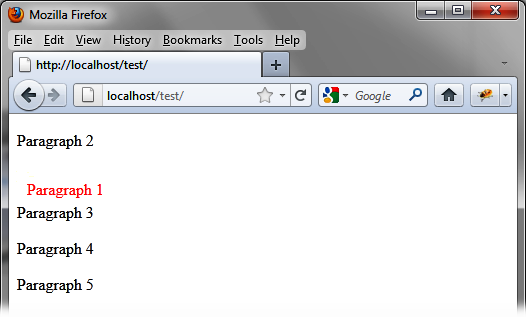 Mozilla Firefox
File Edit View History Bookmarks Tools Help
http://localhost/test/
localhost/test/ Google
Paragraph 2
Paragraph 1
Paragraph 3
Paragraph 4
Paragraph 5